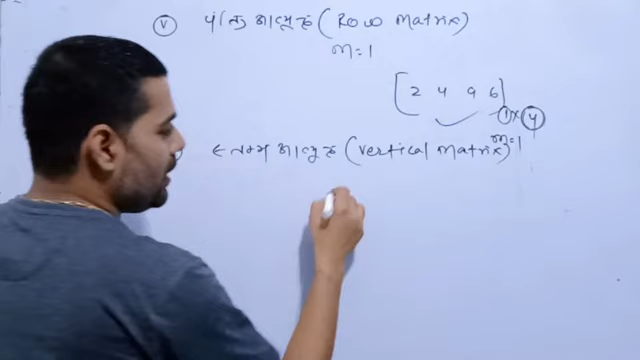 (v) पंक्ति आव्यूह (Row Matrix)
m=1
[2 4 9 6] 1×4
स्तम्भ आव्यूह (vertical matrix) m=1